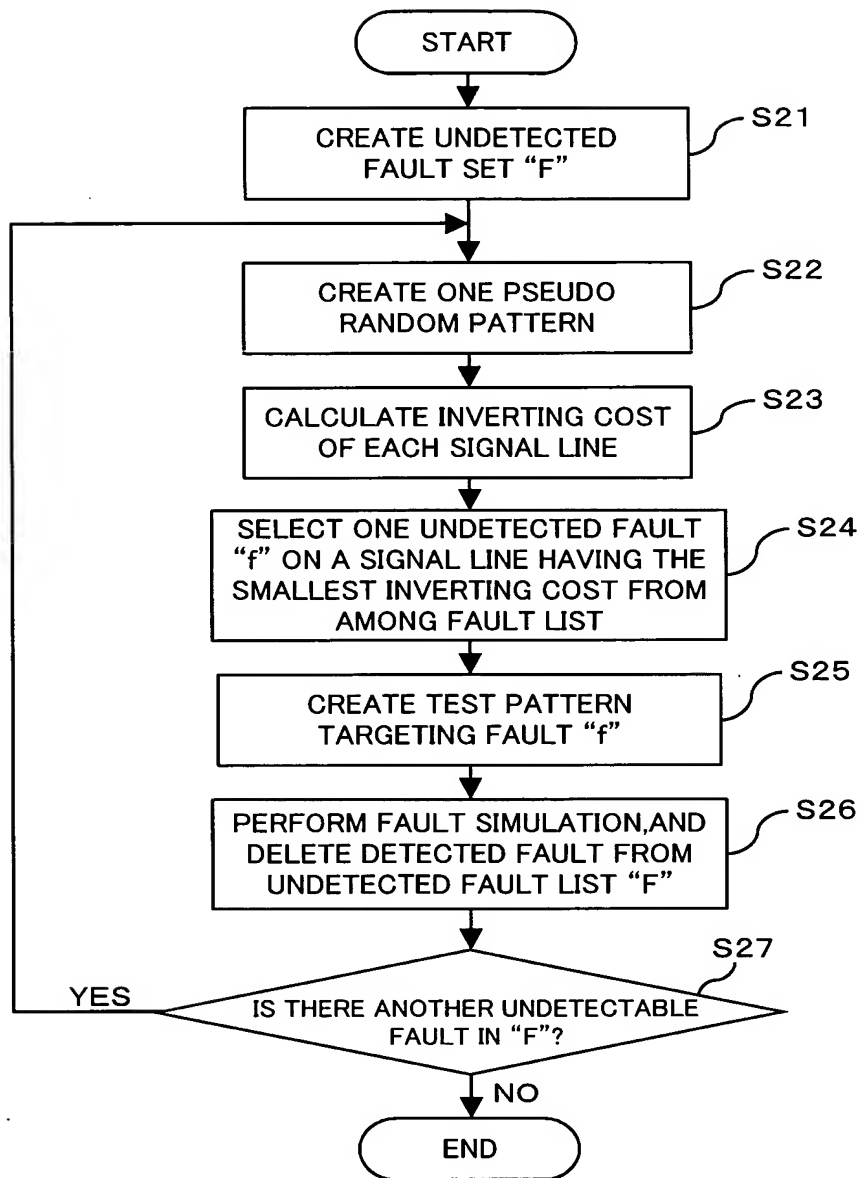 START
S21
CREATE UNDETECTED
FAULT SET “F”
S22
CREATE ONE PSEUDO
RANDOM PATTERN
S23
CALCULATE INVERTING COST
OF EACH SIGNAL LINE
S24
SELECT ONE UNDETECTED FAULT
“f” ON A SIGNAL LINE HAVING THE
SMALLEST INVERTING COST FROM
AMONG FAULT LIST
S25
CREATE TEST PATTERN
TARGETING FAULT “f”
S26
PERFORM FAULT SIMULATION,AND
DELETE DETECTED FAULT FROM
UNDETECTED FAULT LIST “F”
S27
YES
IS THERE ANOTHER UNDETECTABLE
FAULT IN “F”?
NO
END